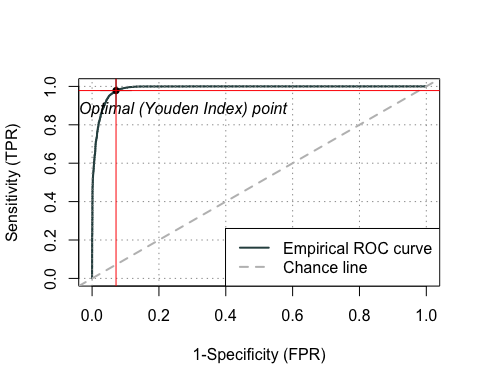 Optimal (Youden Index) point
Sensitivity (TPR)
1.0
0.8
0.6
0.4
0.2
0.0
Empirical ROC curve
Chance line
0.0 0.2 0.4 0.6 0.8 1.0
1-Specificity (FPR)